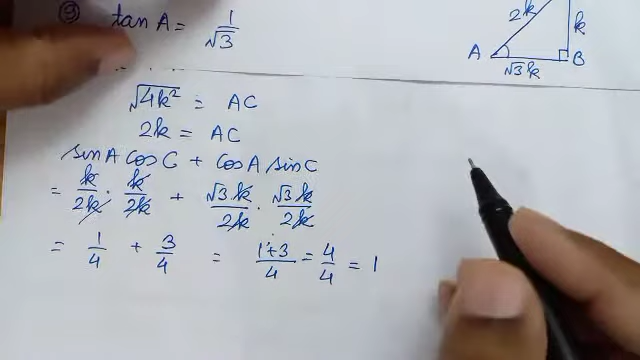 ⑨ tan A = 1/√3
2k
k
A
B
√3k
√4k² = AC
2k = AC
sin A cos C + cos A sin C
= k/2k · k/2k + √3k/2k · √3k/2k
= 1/4 + 3/4 = 1+3/4 = 4/4 = 1